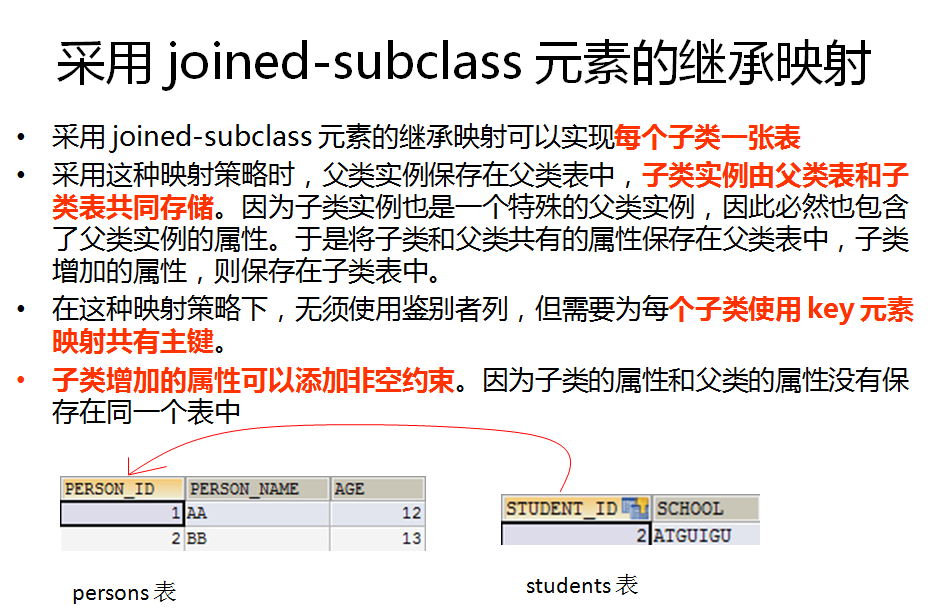 采用 joined-subclass 元素的继承映射
• 采用 joined-subclass 元素的继承映射可以实现每个子类一张表
• 采用这种映射策略时，父类实例保存在父类表中，子类实例由父类表和子
类表共同存储。因为子类实例也是一个特殊的父类实例，因此必然也包含
了父类实例的属性。于是将子类和父类共有的属性保存在父类表中，子类
增加的属性，则保存在子类表中。
• 在这种映射策略下，无须使用鉴别者列，但需要为每个子类使用 key 元素
映射共有主键。
• 子类增加的属性可以添加非空约束。因为子类的属性和父类的属性没有保
存在同一个表中
PERSON_ID PERSON_NAME AGE
1 AA 12
2 BB 13
persons 表
STUDENT_ID SCHOOL
2 ATGUIGU
students 表